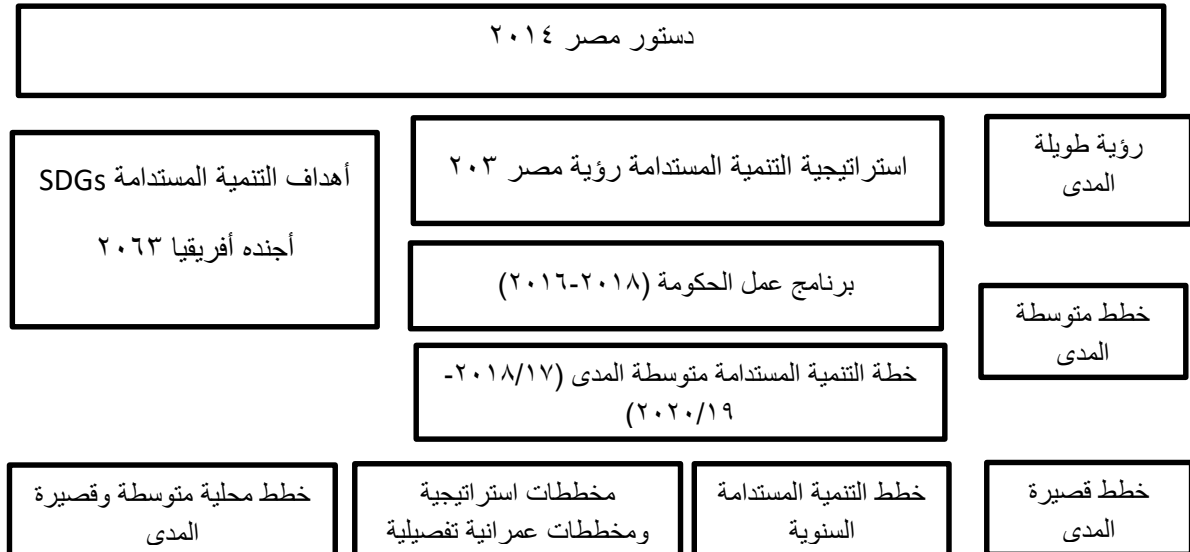 دستور مصر ٢٠١٤
رؤية طويلة
المدى
استراتيجية التنمية المستدامة رؤية مصر ٢٠٣
أهداف التنمية المستدامة SDGs
أجنده أفريقيا ٢٠٦٣
برنامج عمل الحكومة (٢٠١٨-٢٠١٦)
خطط متوسطة
المدى
خطة التنمية المستدامة متوسطة المدى (٢٠١٨/١٧-
٢٠٢٠/١٩)
خطط قصيرة
المدى
خطط التنمية المستدامة
السنوية
مخططات استراتيجية
ومخططات عمرانية تفصيلية
خطط محلية متوسطة وقصيرة
المدى